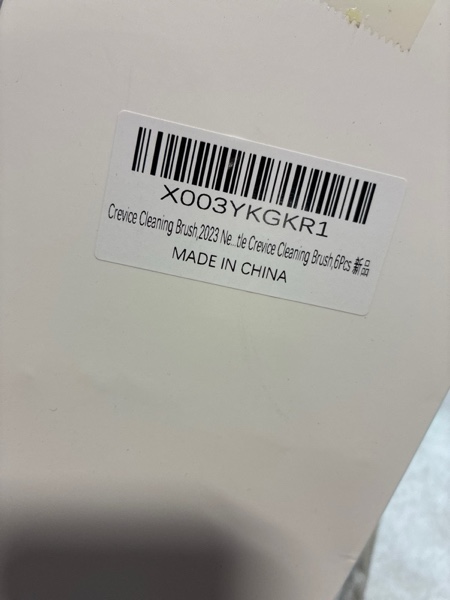 X003YKGKR1
Crevice Cleaning Brush,2023 Ne...tle Crevice Cleaning Brush,6Pcs 新品
MADE IN CHINA